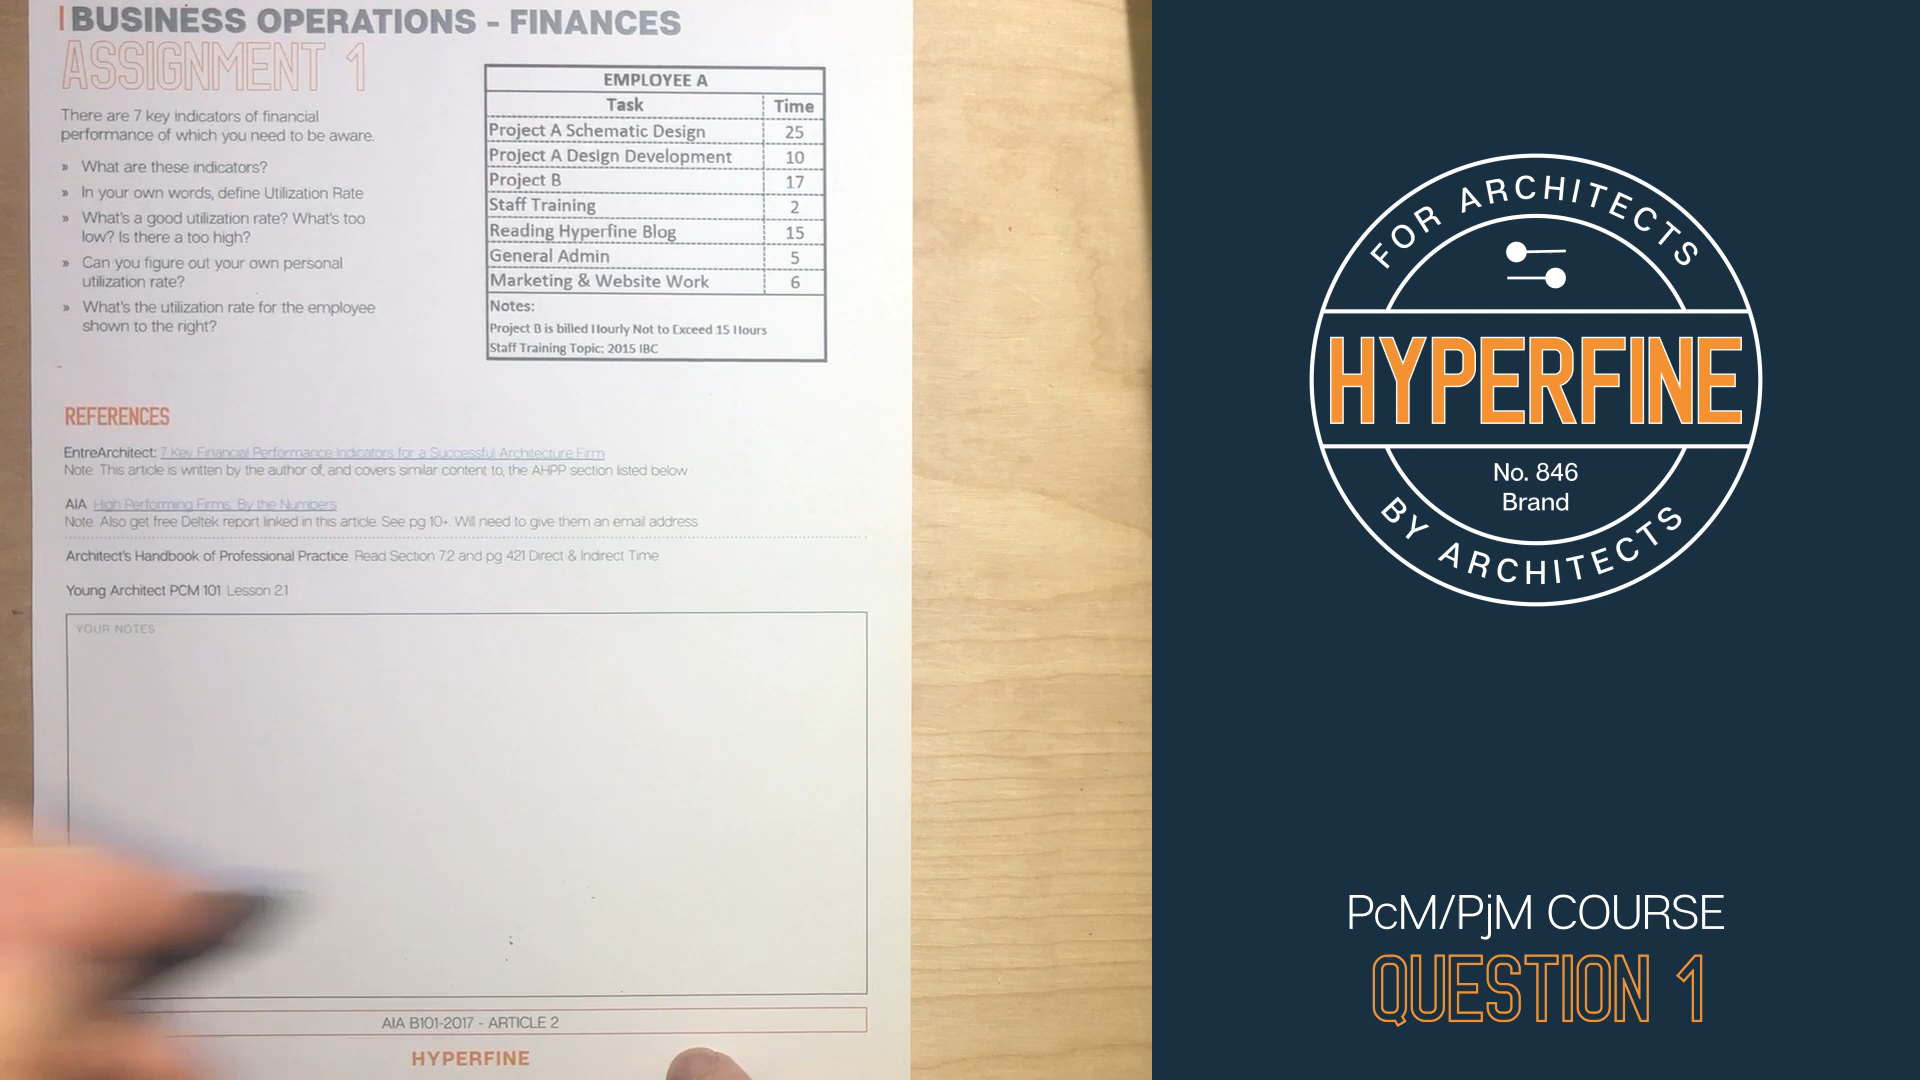 BUSINESS OPERATIONS - FINANCES
ASSIGNMENT 1
There are 7 key indicators of financial
performance of which you need to be aware.
» What are these indicators?
» In your own words, define Utilization Rate
» What's a good utilization rate? What's too
low? Is there a too high?
» Can you figure out your own personal
utilization rate?
» What's the utilization rate for the employee
shown to the right?
EMPLOYEE A
Task Time
Project A Schematic Design 25
Project A Design Development 10
Project B 17
Staff Training 2
Reading Hyperfine Blog 15
General Admin 5
Marketing & Website Work 6
Notes:
Project B is billed Hourly Not to Exceed 15 Hours
Staff Training Topic: 2015 IBC
REFERENCES
EntreArchitect: 7 Key Financial Performance Indicators for a Successful Architecture Firm
Note: This article is written by the author of, and covers similar content to, the AHPP section listed below
AIA: High Performing Firms: By the Numbers
Note: Also get free Deltek report linked in this article. See pg 10+. Will need to give them an email address
Architect's Handbook of Professional Practice: Read Section 7.2 and pg 421 Direct & Indirect Time
Young Architect PCM 101: Lesson 2.1
YOUR NOTES
AIA B101-2017 - ARTICLE 2
HYPERFINE
FOR ARCHITECTS
HYPERFINE
No. 846
Brand
BY ARCHITECTS
PcM/PjM COURSE
QUESTION 1